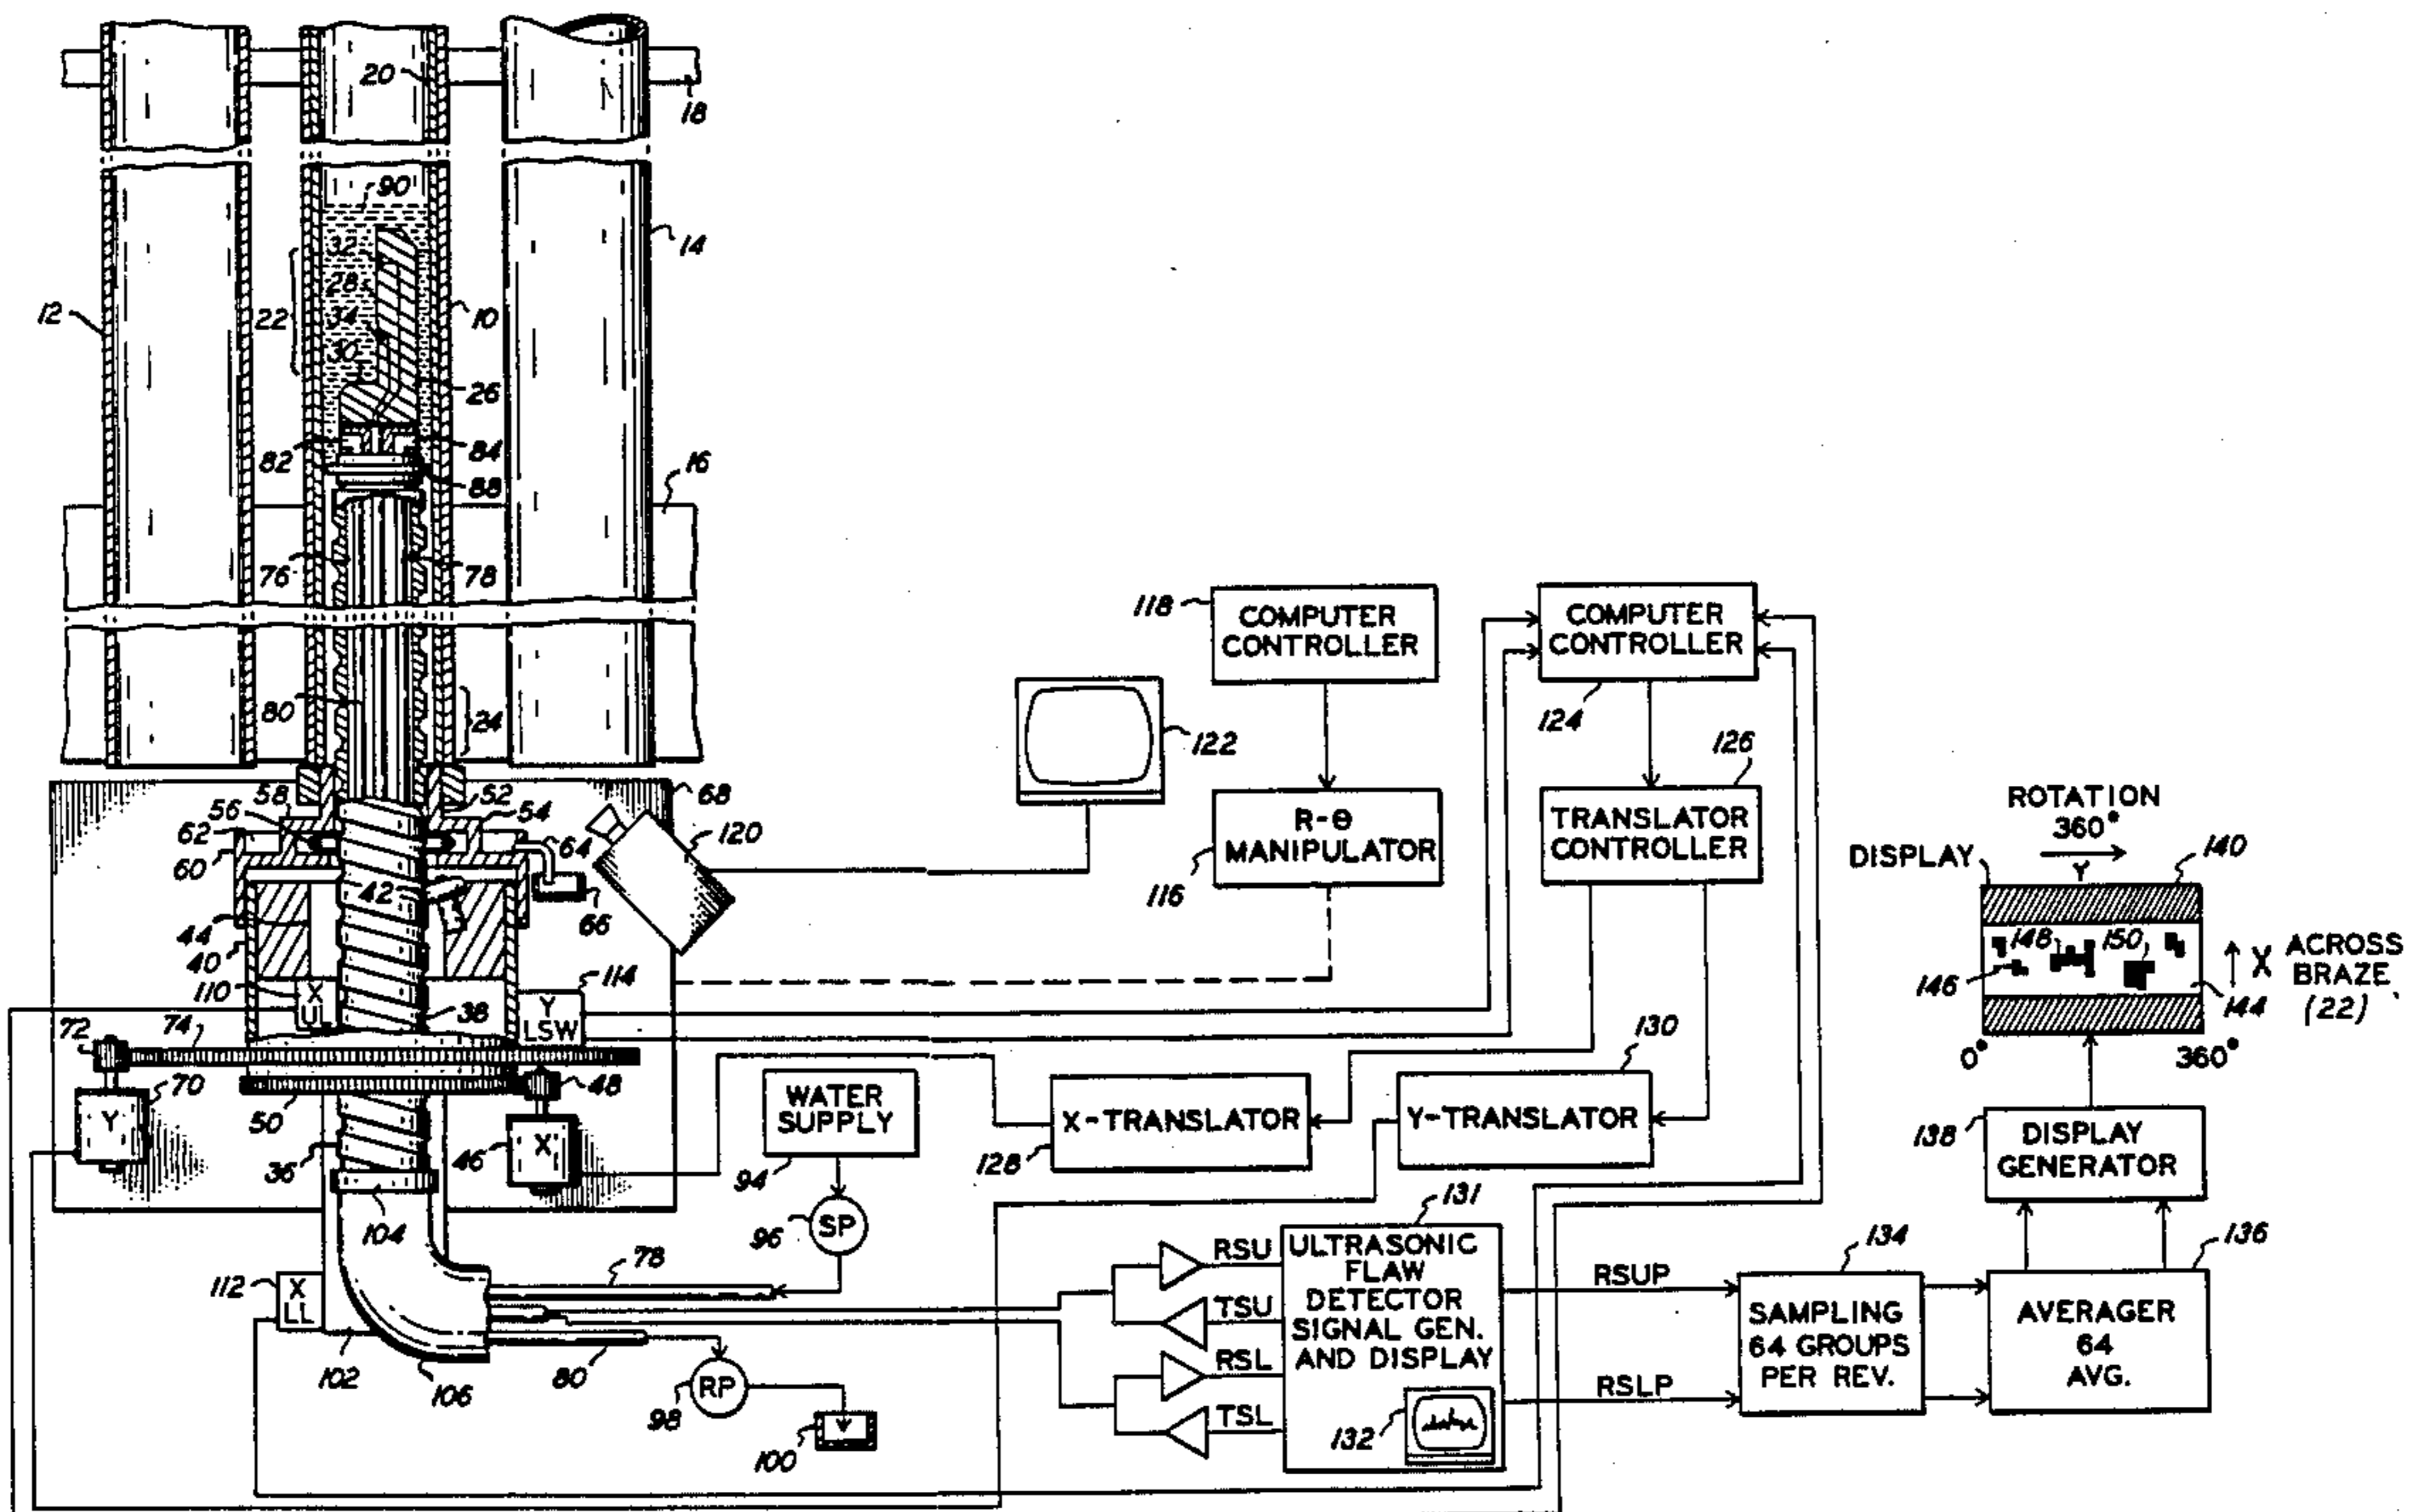 20
18
90
32
14
28
12
22
10
34
30
26
82
84
16
88
76
78
118
COMPUTER
CONTROLLER
COMPUTER
CONTROLLER
80
24
122
124
126
68
58
52
56
54
62
64
120
60
R-θ
MANIPULATOR
TRANSLATOR
CONTROLLER
ROTATION
360°
Y
DISPLAY
140
42
66
116
44
40
148
150
X ACROSS
BRAZE
(22)
146
144
110
X
UL
114
Y
LSW
38
72
74
130
0°
360°
70
48
WATER
SUPPLY
Y
50
X
X-TRANSLATOR
Y-TRANSLATOR
138
DISPLAY
GENERATOR
36
46
94
128
104
96
SP
131
78
RSU
ULTRASONIC
FLAW
DETECTOR
SIGNAL GEN.
AND DISPLAY
134
136
112
X
LL
RSUP
TSU
SAMPLING
64 GROUPS
PER REV.
AVERAGER
64
AVG.
RSL
102
106
80
RP
98
RSLP
TSL
132
100